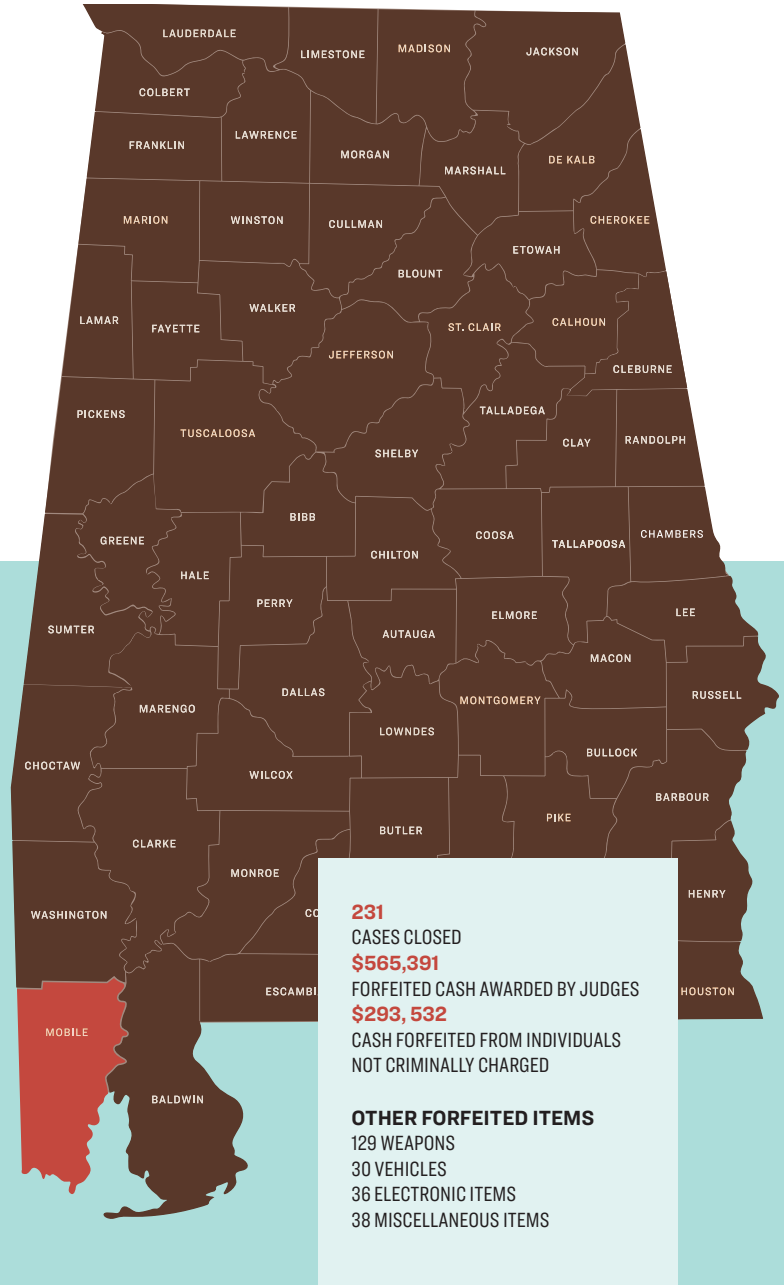 LAUDERDALE
LIMESTONE
MADISON
JACKSON
COLBERT
FRANKLIN
LAWRENCE
MORGAN
MARSHALL
DE KALB
MARION
WINSTON
CULLMAN
CHEROKEE
ETOWAH
BLOUNT
LAMAR
FAYETTE
WALKER
ST. CLAIR
CALHOUN
JEFFERSON
CLEBURNE
PICKENS
TUSCALOOSA
TALLADEGA
SHELBY
CLAY
RANDOLPH
BIBB
GREENE
COOSA
TALLAPOOSA
CHAMBERS
CHILTON
HALE
PERRY
ELMORE
LEE
SUMTER
AUTAUGA
MACON
DALLAS
MONTGOMERY
RUSSELL
MARENGO
LOWNDES
CHOCTAW
WILCOX
BULLOCK
BARBOUR
BUTLER
PIKE
CLARKE
MONROE
HENRY
WASHINGTON
CO
ESCAMBI
HOUSTON
MOBILE
BALDWIN
231
CASES CLOSED
$565,391
FORFEITED CASH AWARDED BY JUDGES
$293, 532
CASH FORFEITED FROM INDIVIDUALS
NOT CRIMINALLY CHARGED
OTHER FORFEITED ITEMS
129 WEAPONS
30 VEHICLES
36 ELECTRONIC ITEMS
38 MISCELLANEOUS ITEMS